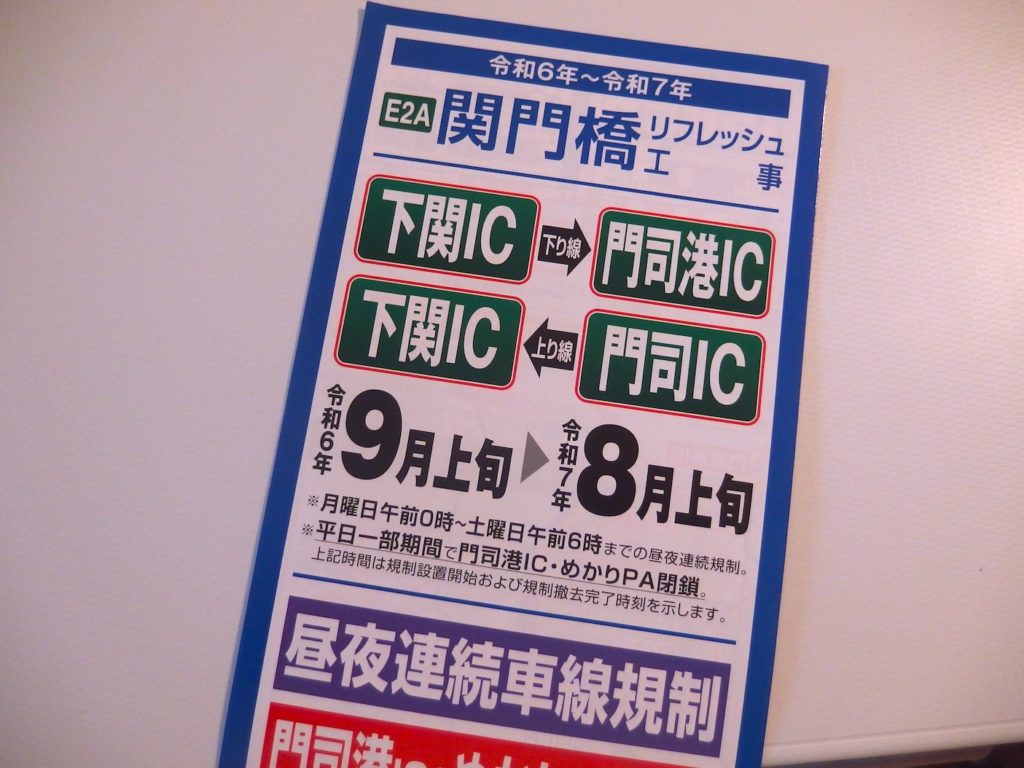 令和6年～令和7年
E2A 関門橋 リフレッシュ工事
下関IC 下り線 門司港IC
下関IC 上り線 門司IC
令和6年 9月上旬 令和7年 8月上旬
※月曜日午前0時~土曜日午前6時までの昼夜連続規制。
※平日一部期間で門司港IC・めかりPA閉鎖。
上記時間は規制設置開始および規制撤去完了時刻を示します。
昼夜連続車線規制
門司港IC